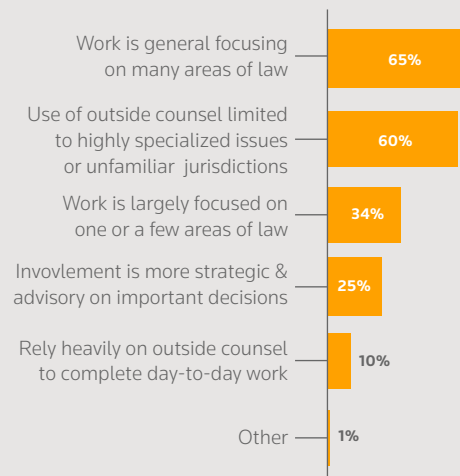 Work is general focusing
on many areas of law
65%
Use of outside counsel limited
to highly specialized issues
or unfamiliar jurisdictions
60%
Work is largely focused on
one or a few areas of law
34%
Invovlement is more strategic &
advisory on important decisions
25%
Rely heavily on outside counsel
to complete day-to-day work
10%
Other
1%